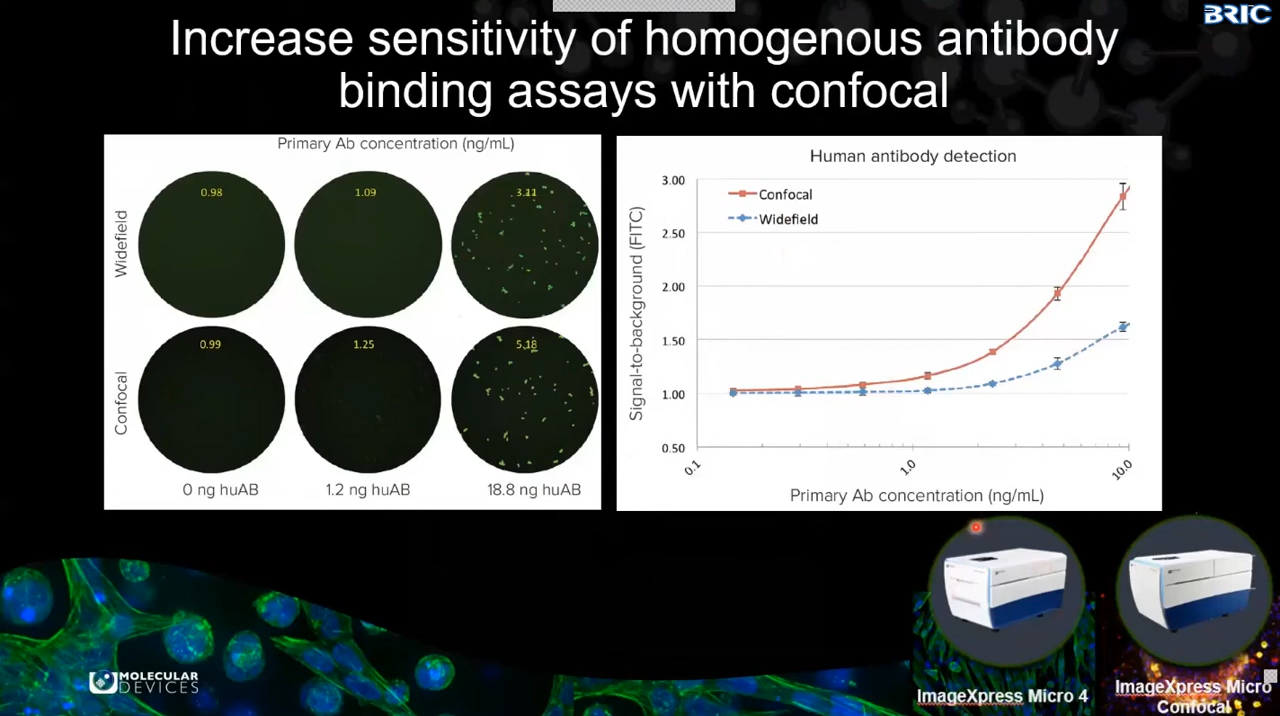 BRIC
Increase sensitivity of homogenous antibody
binding assays with confocal
Primary Ab concentration (ng/mL)
Widefield
0.98
1.09
3.11
Confocal
0.99
1.25
5.18
0 ng huAB
1.2 ng huAB
18.8 ng huAB
Human antibody detection
Signal-to-background (FITC)
3.00
2.50
2.00
1.50
1.00
0.50
Confocal
Widefield
0.1
1.0
10.0
Primary Ab concentration (ng/mL)
MOLECULAR
DEVICES
ImageXpress Micro 4
ImageXpress Micro
Confocal